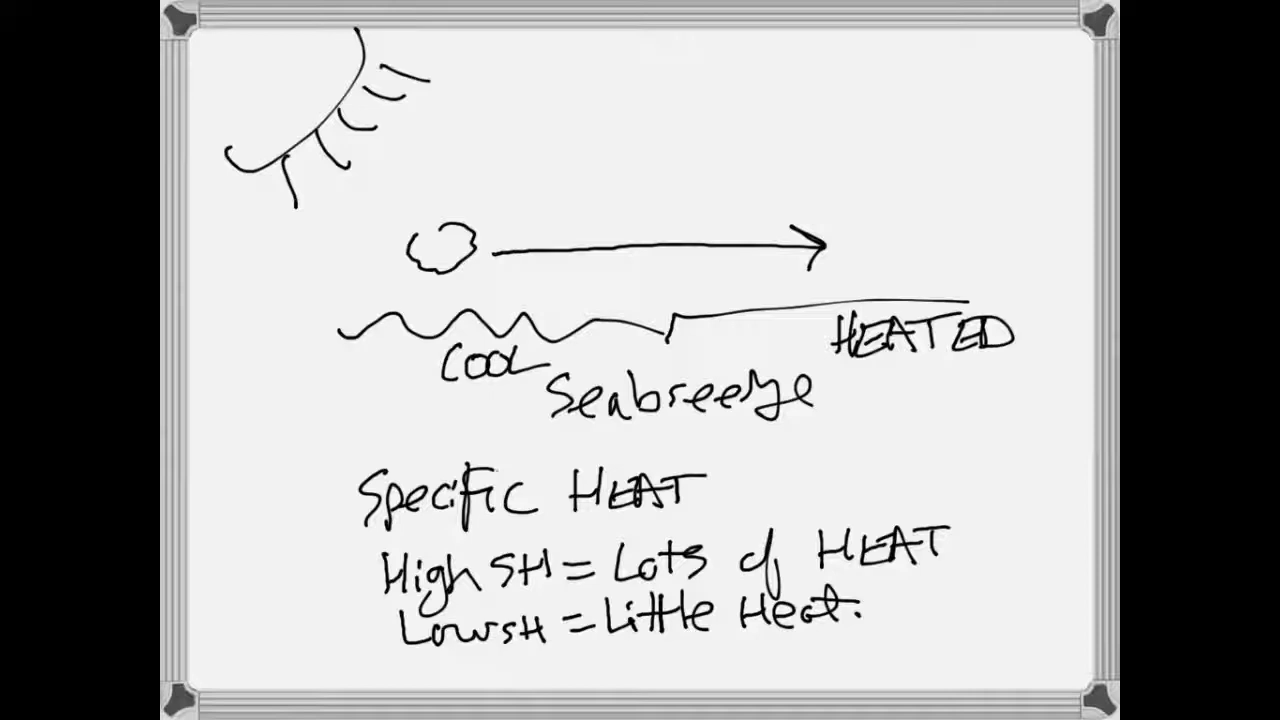 HEATED
COOL
Seabreeze
Specific HEAT
High SH = Lots of HEAT
Low SH = Little Heat.